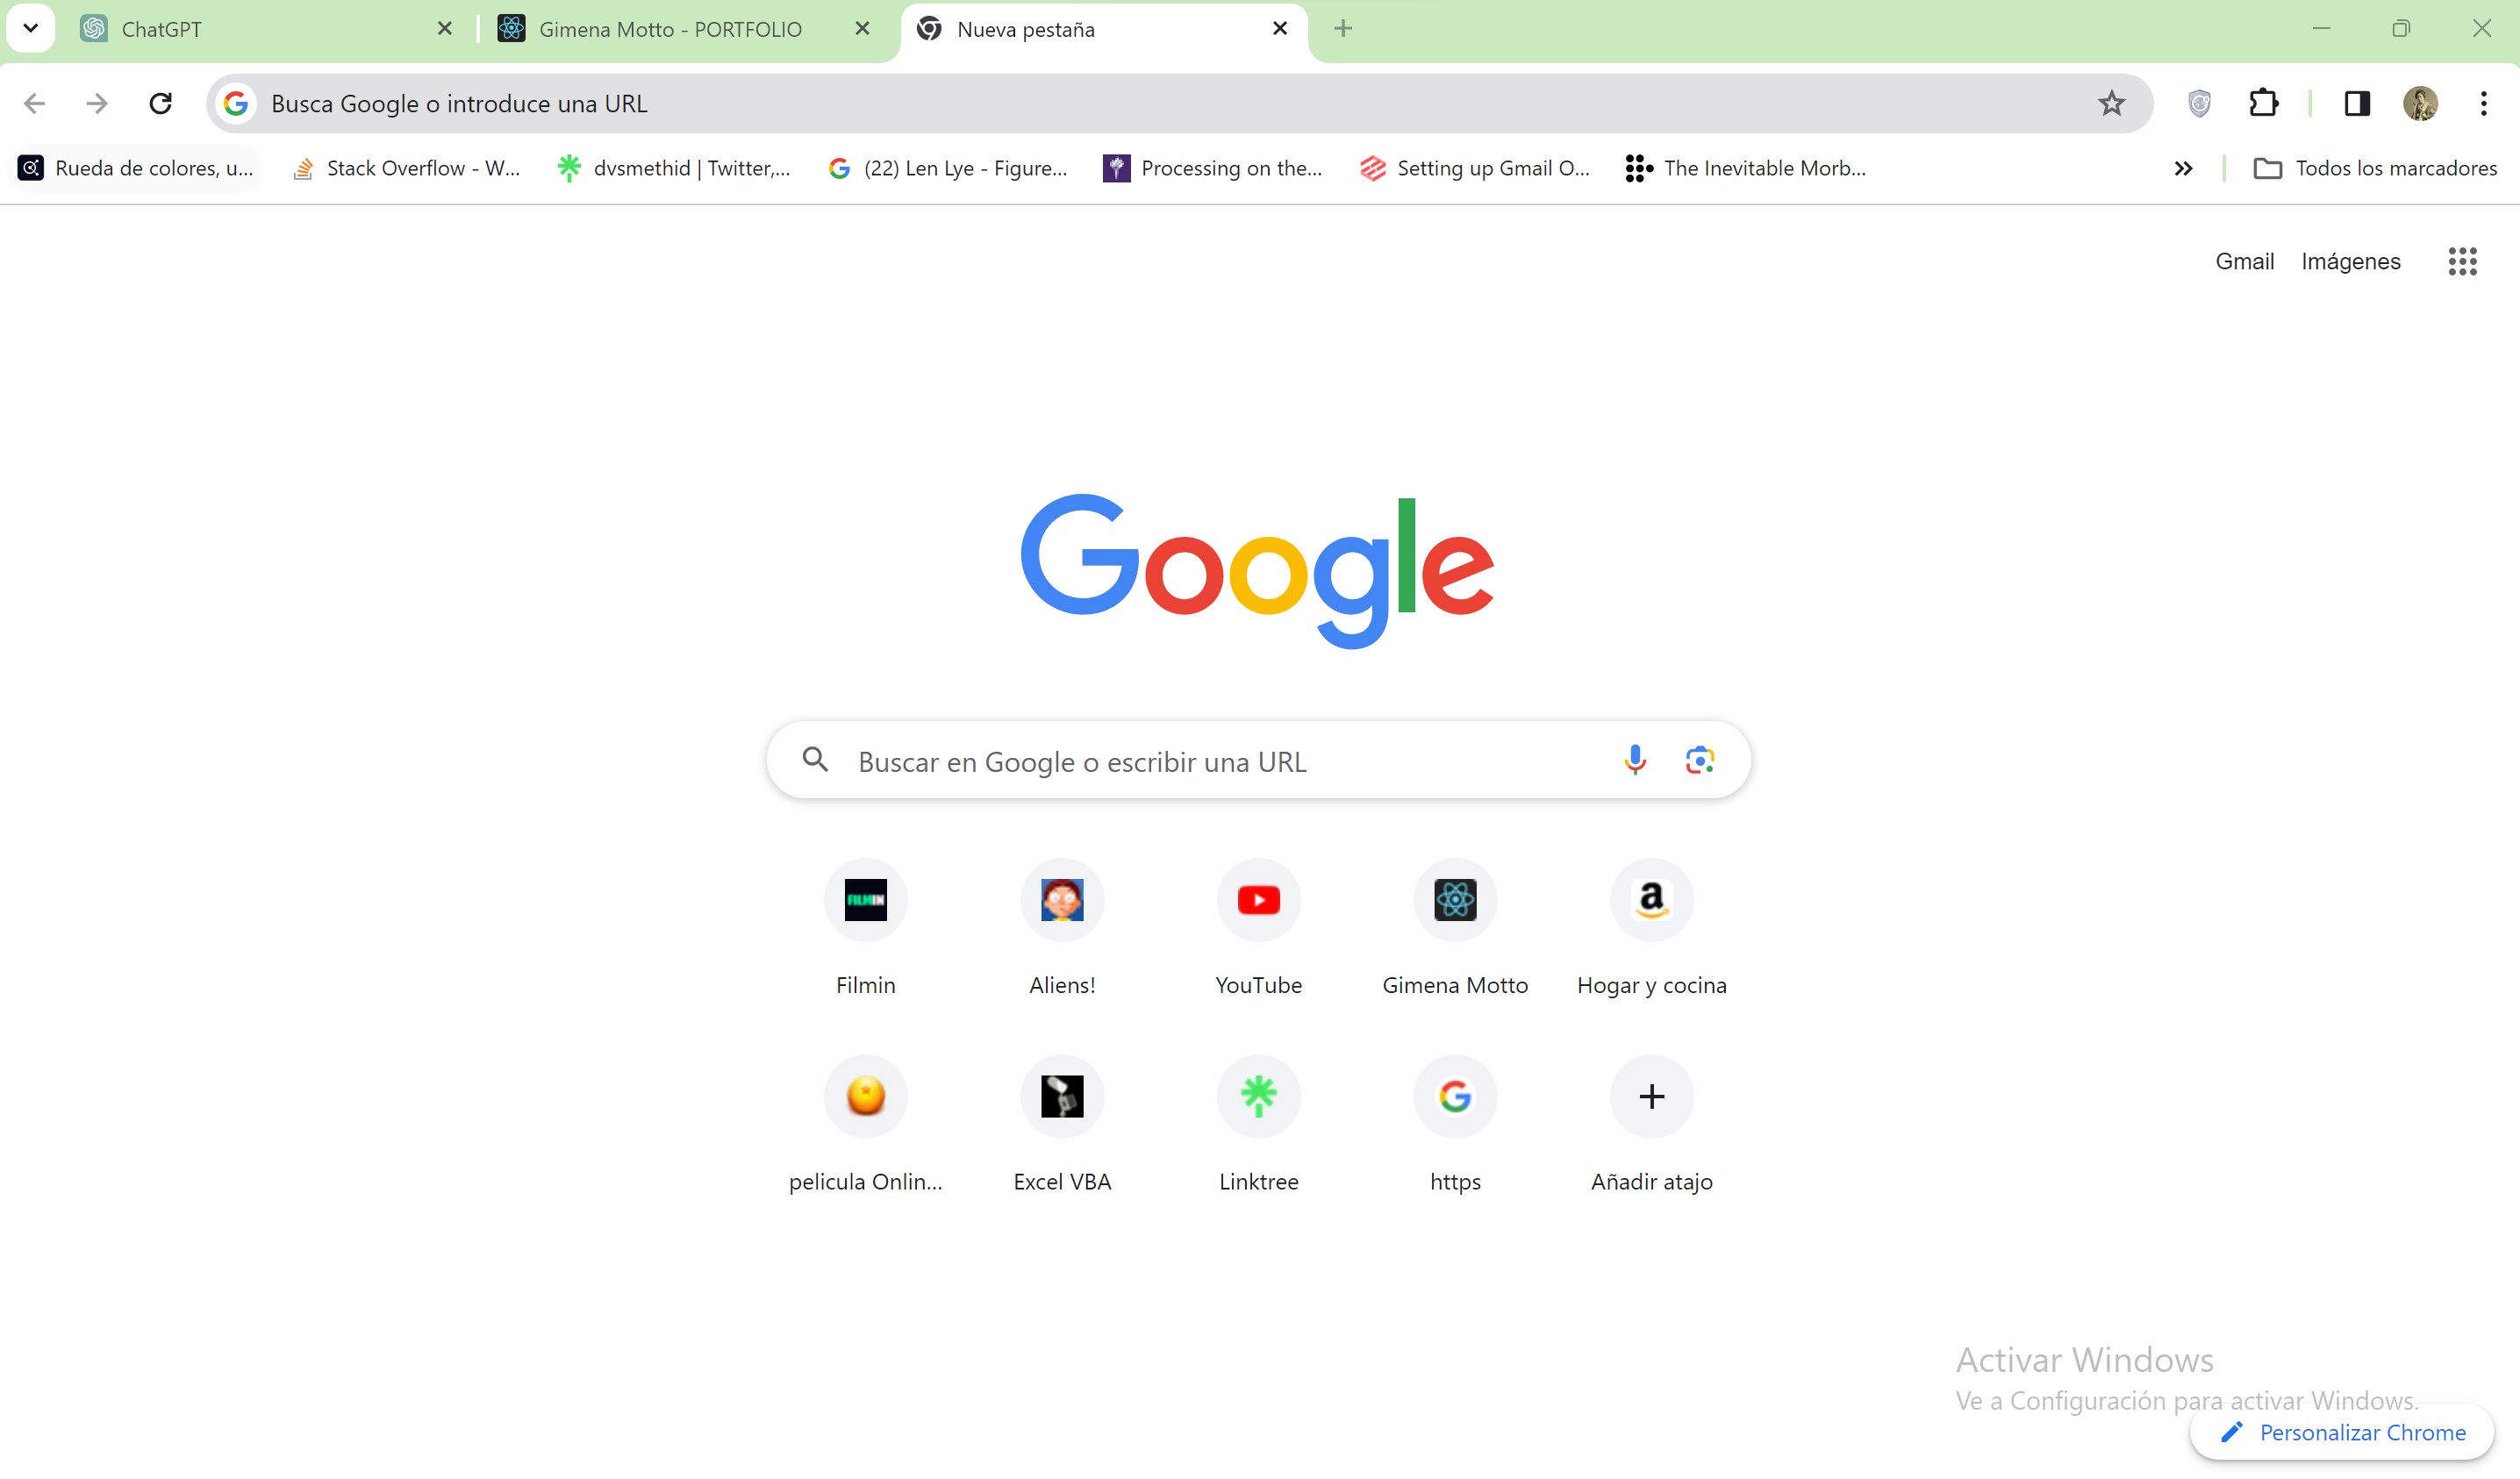 ChatGPT
Gimena Motto - PORTFOLIO
Nueva pestaña
Busca Google o introduce una URL
Rueda de colores, u...
Stack Overflow - W...
dvsmethid | Twitter,...
(22) Len Lye - Figure...
Processing on the...
Setting up Gmail O...
The Inevitable Morb...
Todos los marcadores
Gmail
Imágenes
Google
Buscar en Google o escribir una URL
FILMIN
Filmin
Aliens!
YouTube
Gimena Motto
Hogar y cocina
pelicula Onlin...
Excel VBA
Linktree
https
Añadir atajo
Activar Windows
Ve a Configuración para activar Windows.
Personalizar Chrome